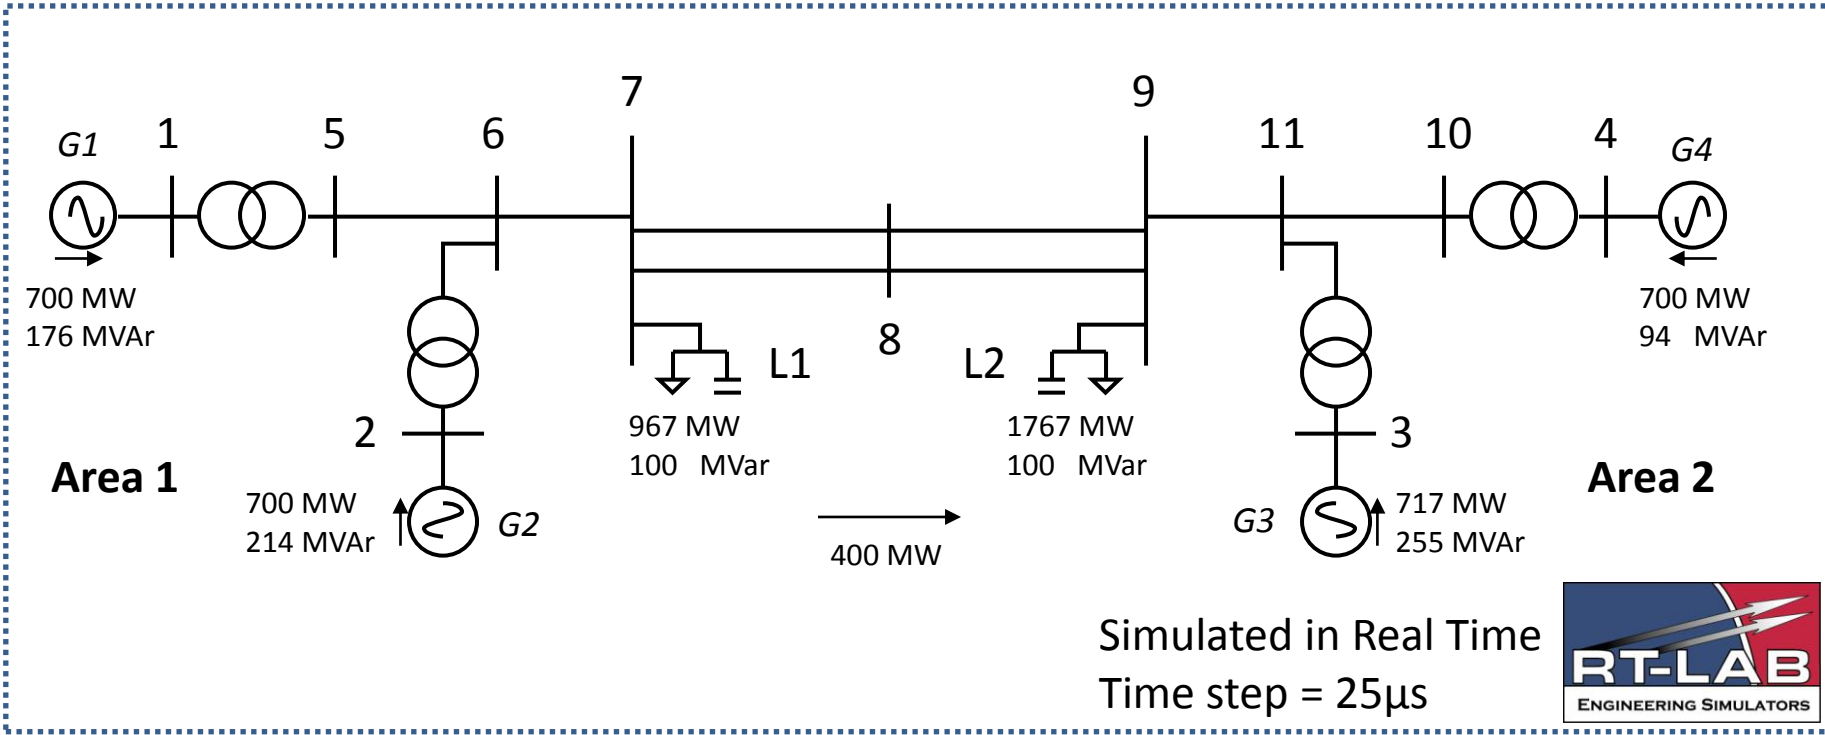 7
9
G1
1
5
6
11
10
4
G4
700 MW
176 MVAr
700 MW
94 MVAr
8
L1
L2
967 MW
100 MVar
1767 MW
100 MVar
2
3
Area 1
Area 2
700 MW
214 MVAr
G2
400 MW
G3
717 MW
255 MVAr
Simulated in Real Time
Time step = 25µs
RT-LAB
ENGINEERING SIMULATORS